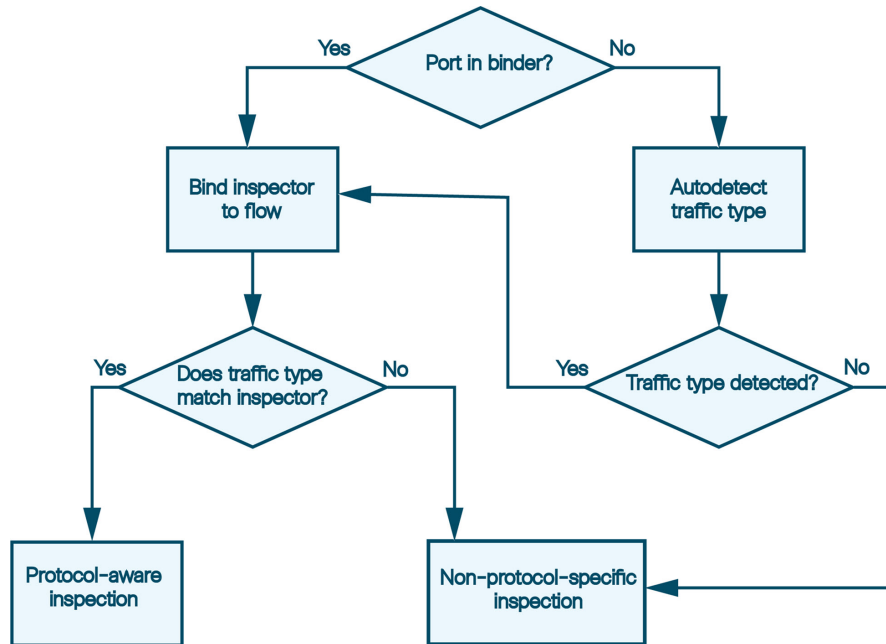 Yes
Port in binder?
No
Bind inspector
to flow
Autodetect
traffic type
Yes
Does traffic type
match inspector?
No
Yes
Traffic type detected?
No
Protocol-aware
inspection
Non-protocol-specific
inspection